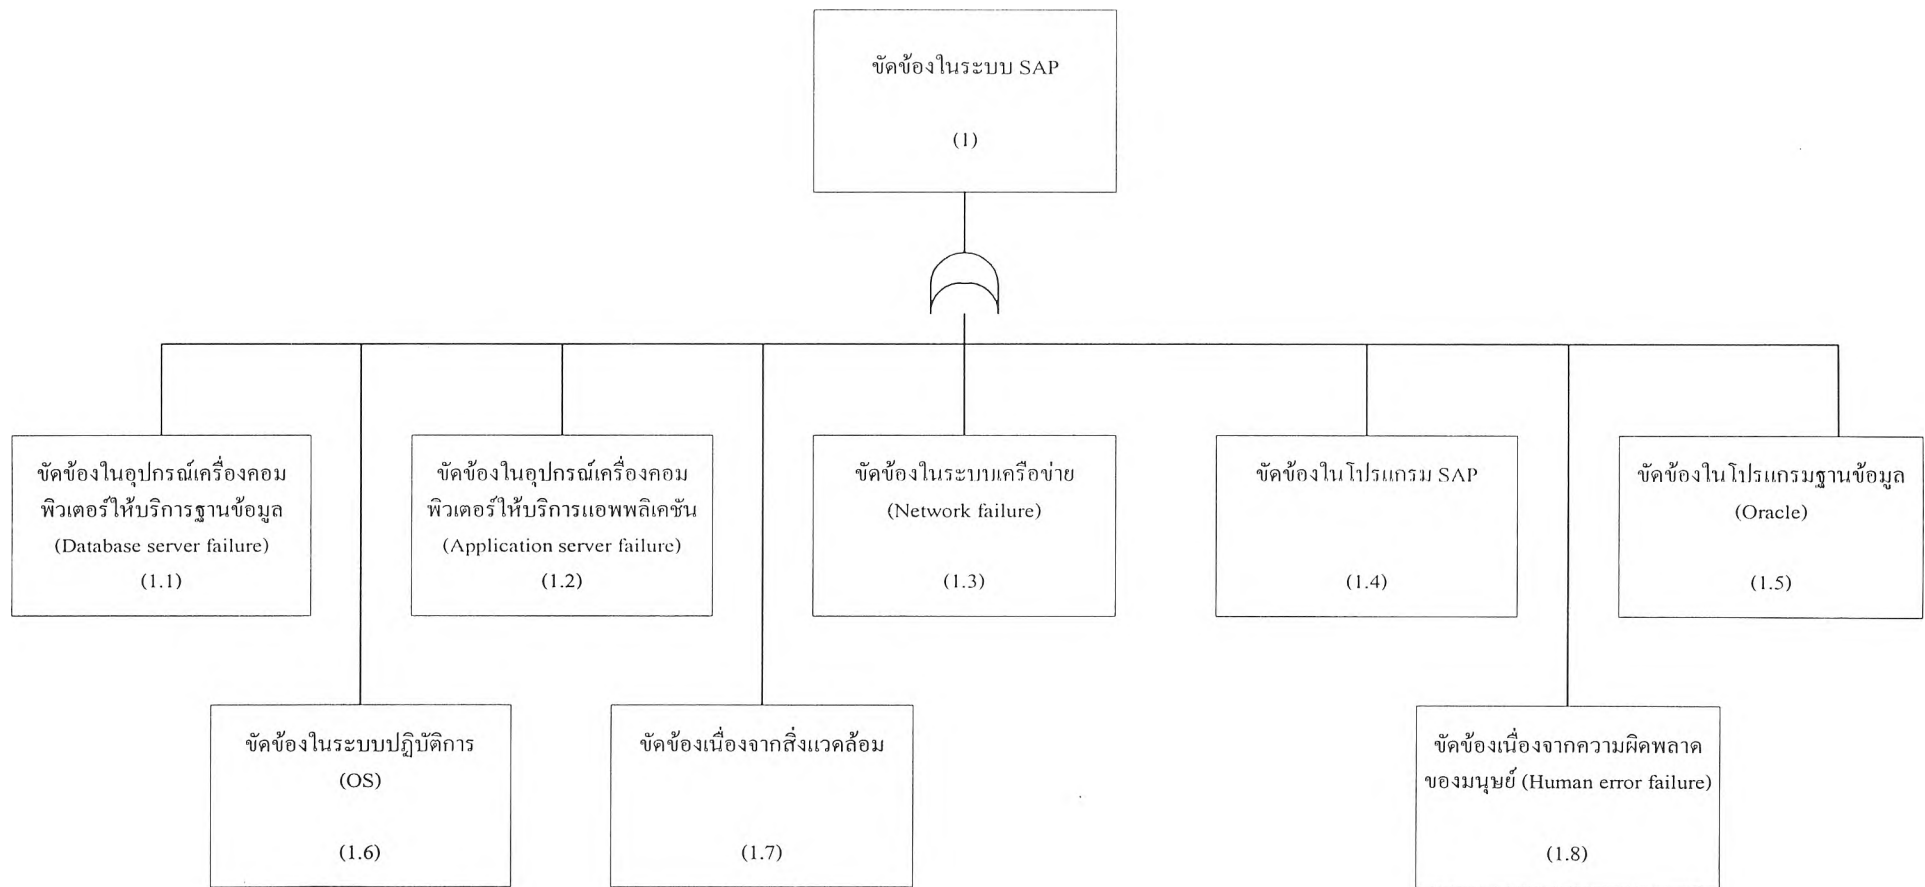 ขัดข้องในระบบ SAP
(1)
ขัดข้องในอุปกรณ์เครื่องคอม
พิวเตอร์ให้บริการฐานข้อมูล
(Database server failure)
(1.1)
ขัดข้องในอุปกรณ์เครื่องคอม
พิวเตอร์ให้บริการแอพพลิเคชัน
(Application server failure)
(1.2)
ขัดข้องในระบบเครือข่าย
(Network failure)
(1.3)
ขัดข้องในโปรแกรม SAP
(1.4)
ขัดข้องในโปรแกรมฐานข้อมูล
(Oracle)
(1.5)
ขัดข้องในระบบปฏิบัติการ
(OS)
(1.6)
ขัดข้องเนื่องจากสิ่งแวดล้อม
(1.7)
ขัดข้องเนื่องจากความผิดพลาด
ของมนุษย์ (Human error failure)
(1.8)